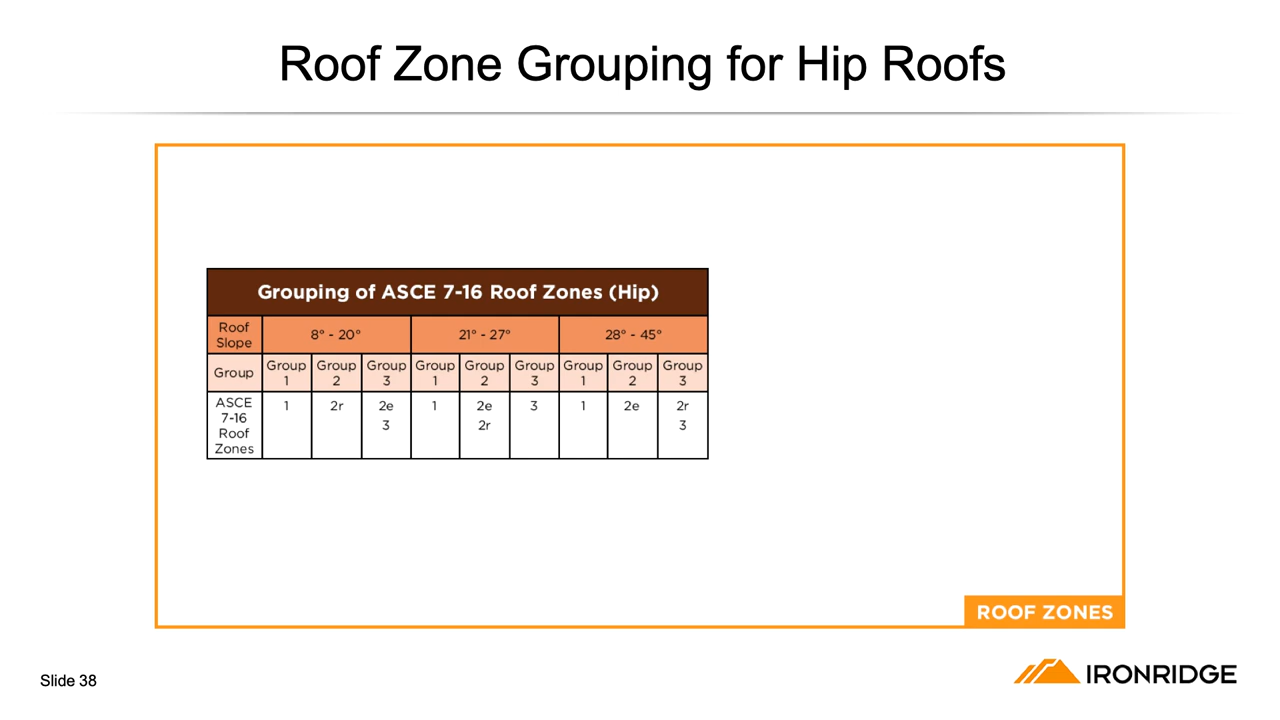 Roof Zone Grouping for Hip Roofs
Grouping of ASCE 7-16 Roof Zones (Hip)
Roof Slope 8° - 20° 21° - 27° 28° - 45°
Group Group 1 Group 2 Group 3 Group 1 Group 2 Group 3 Group 1 Group 2 Group 3
ASCE 7-16 Roof Zones 1 2r 2e 3 1 2e 2r 3 1 2e 2r 3
ROOF ZONES
Slide 38
IRONRIDGE